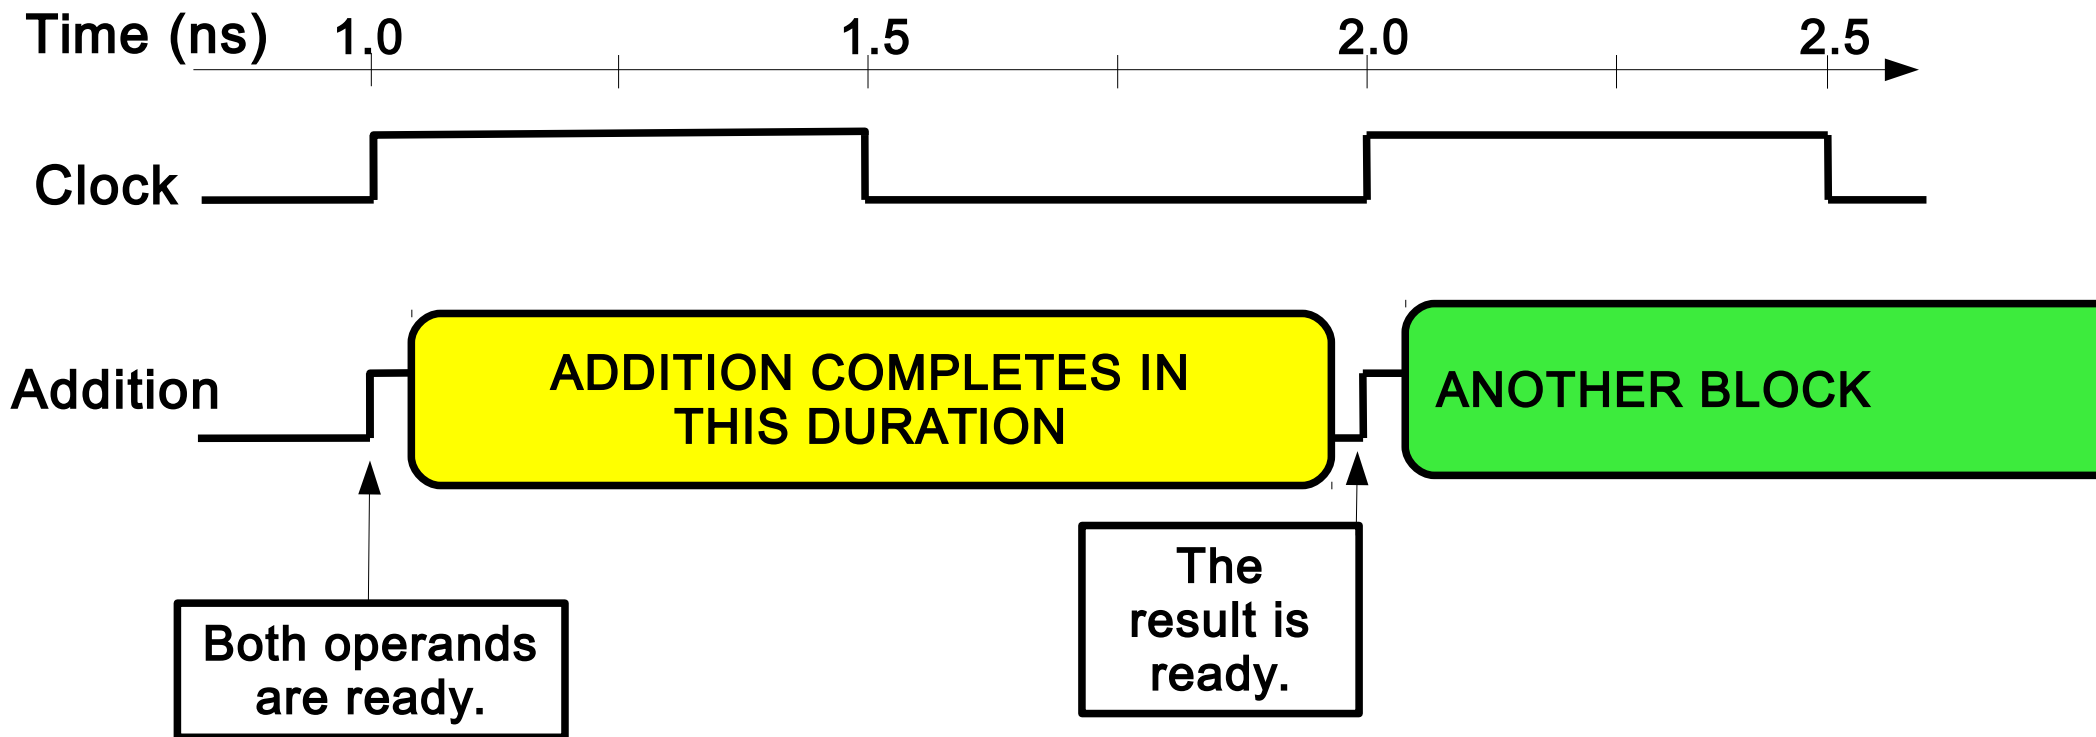 Time (ns) 1.0 1.5 2.0 2.5
Clock
Addition
ADDITION COMPLETES IN
THIS DURATION
ANOTHER BLOCK
Both operands
are ready.
The
result is
ready.